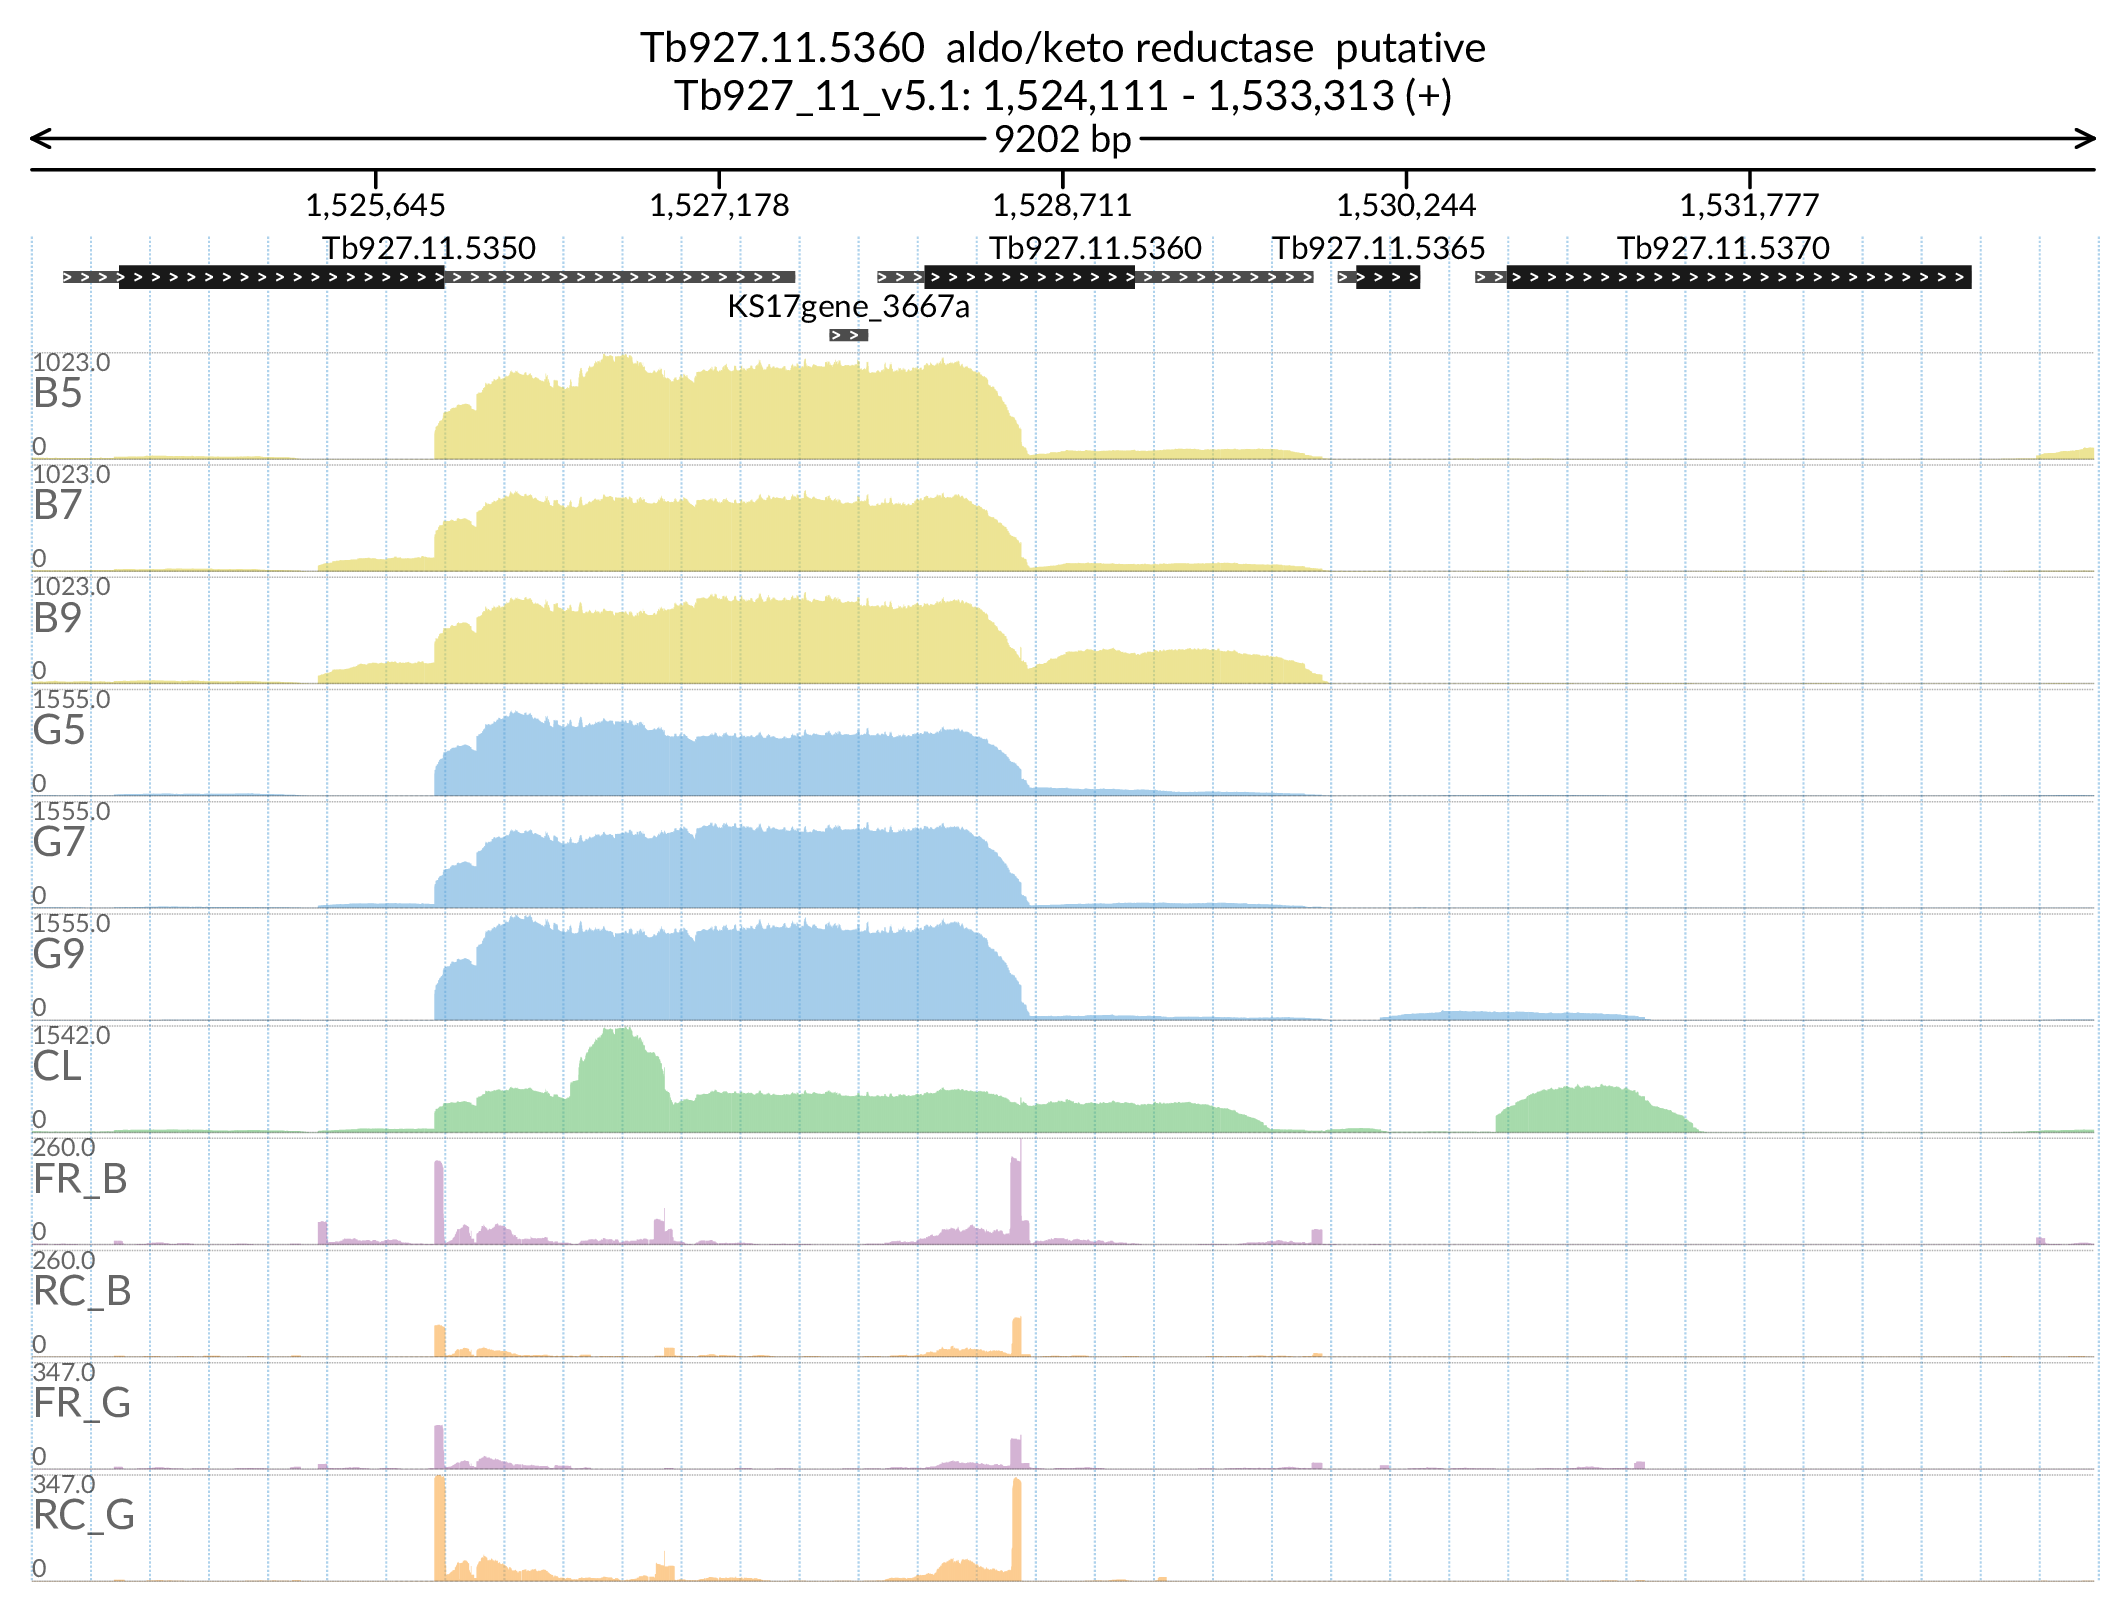 Tb927.11.5360 aldo/keto reductase putative
Tb927_11_v5.1: 1,524,111 - 1,533,313 (+)
9202 bp
1,525,645 1,527,178 1,528,711 1,530,244 1,531,777
Tb927.11.5350 Tb927.11.5360 Tb927.11.5365 Tb927.11.5370
KS17gene_3667a
1023.0
B5
0
1023.0
B7
0
1023.0
B9
0
1555.0
G5
0
1555.0
G7
0
1555.0
G9
0
1542.0
CL
0
260.0
FR_B
0
260.0
RC_B
0
347.0
FR_G
0
347.0
RC_G
0